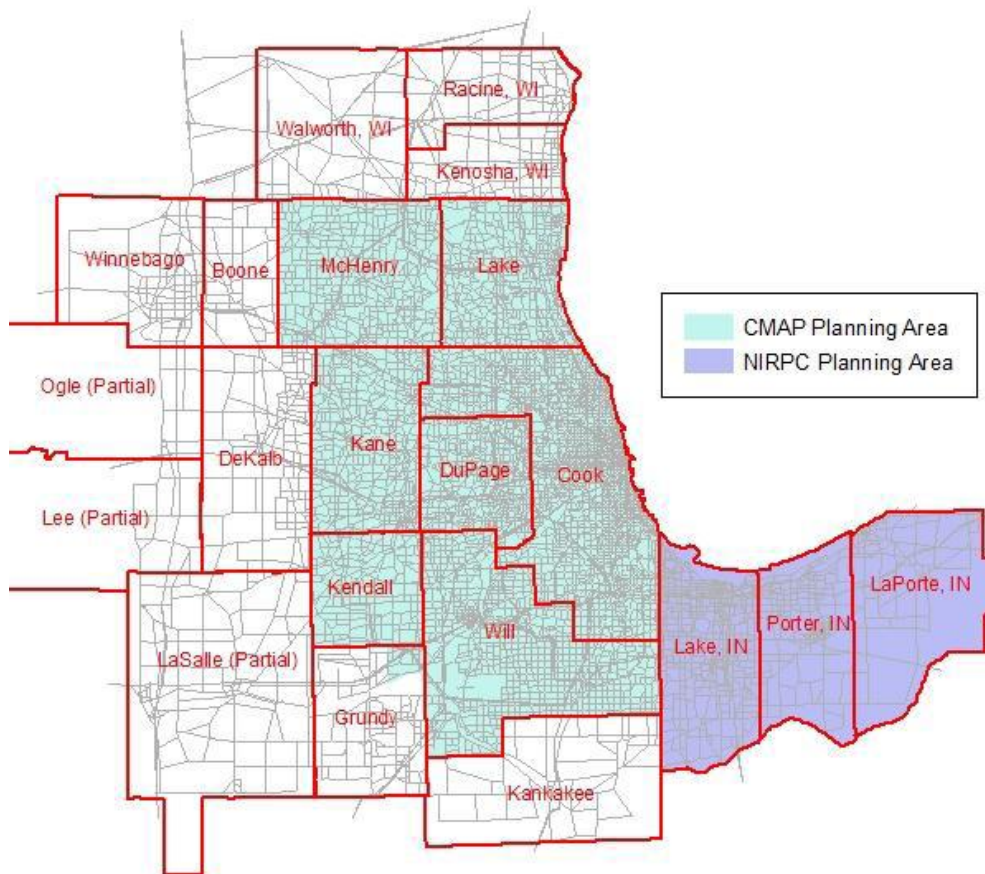 Racine, WI
Walworth, WI
Kenosha, WI
Winnebago
Boone
McHenry
Lake
CMAP Planning Area
NIRPC Planning Area
Ogle (Partial)
Kane
DeKalb
DuPage
Cook
Lee (Partial)
Kendall
LaPorte, IN
Will
Lake, IN
Porter, IN
LaSalle (Partial)
Grundy
Kankakee